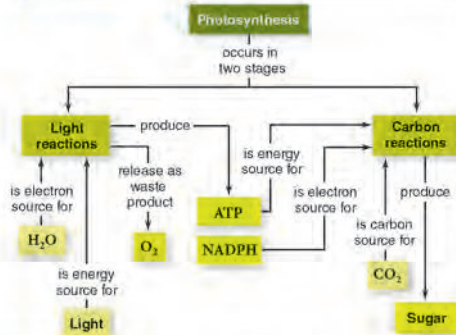 Photosynthesis
occurs in
two stages
Light
reactions
produce
Carbon
reactions
is energy
source for
is electron
source for
release as
waste
product
is electron
source for
produce
ATP
H₂O
O₂
NADPH
is carbon
source for
is energy
source for
CO₂
Light
Sugar